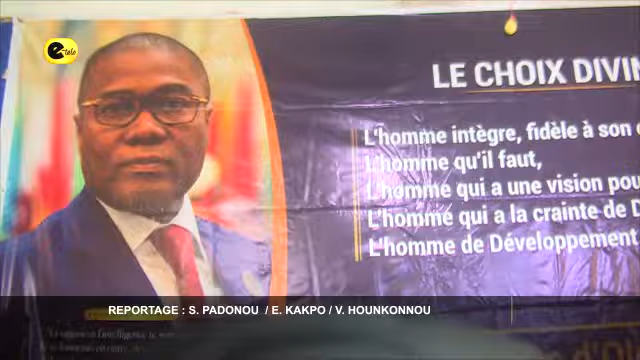 e-télé
LE CHOIX DIVIN
L'homme intègre, fidèle à son
L'homme qu'il faut,
L'homme qui a une vision pou
L'homme qui a la crainte de D
L'homme de Développement
REPORTAGE : S. PADONOU / E. KAKPO / V. HOUNKONNOU